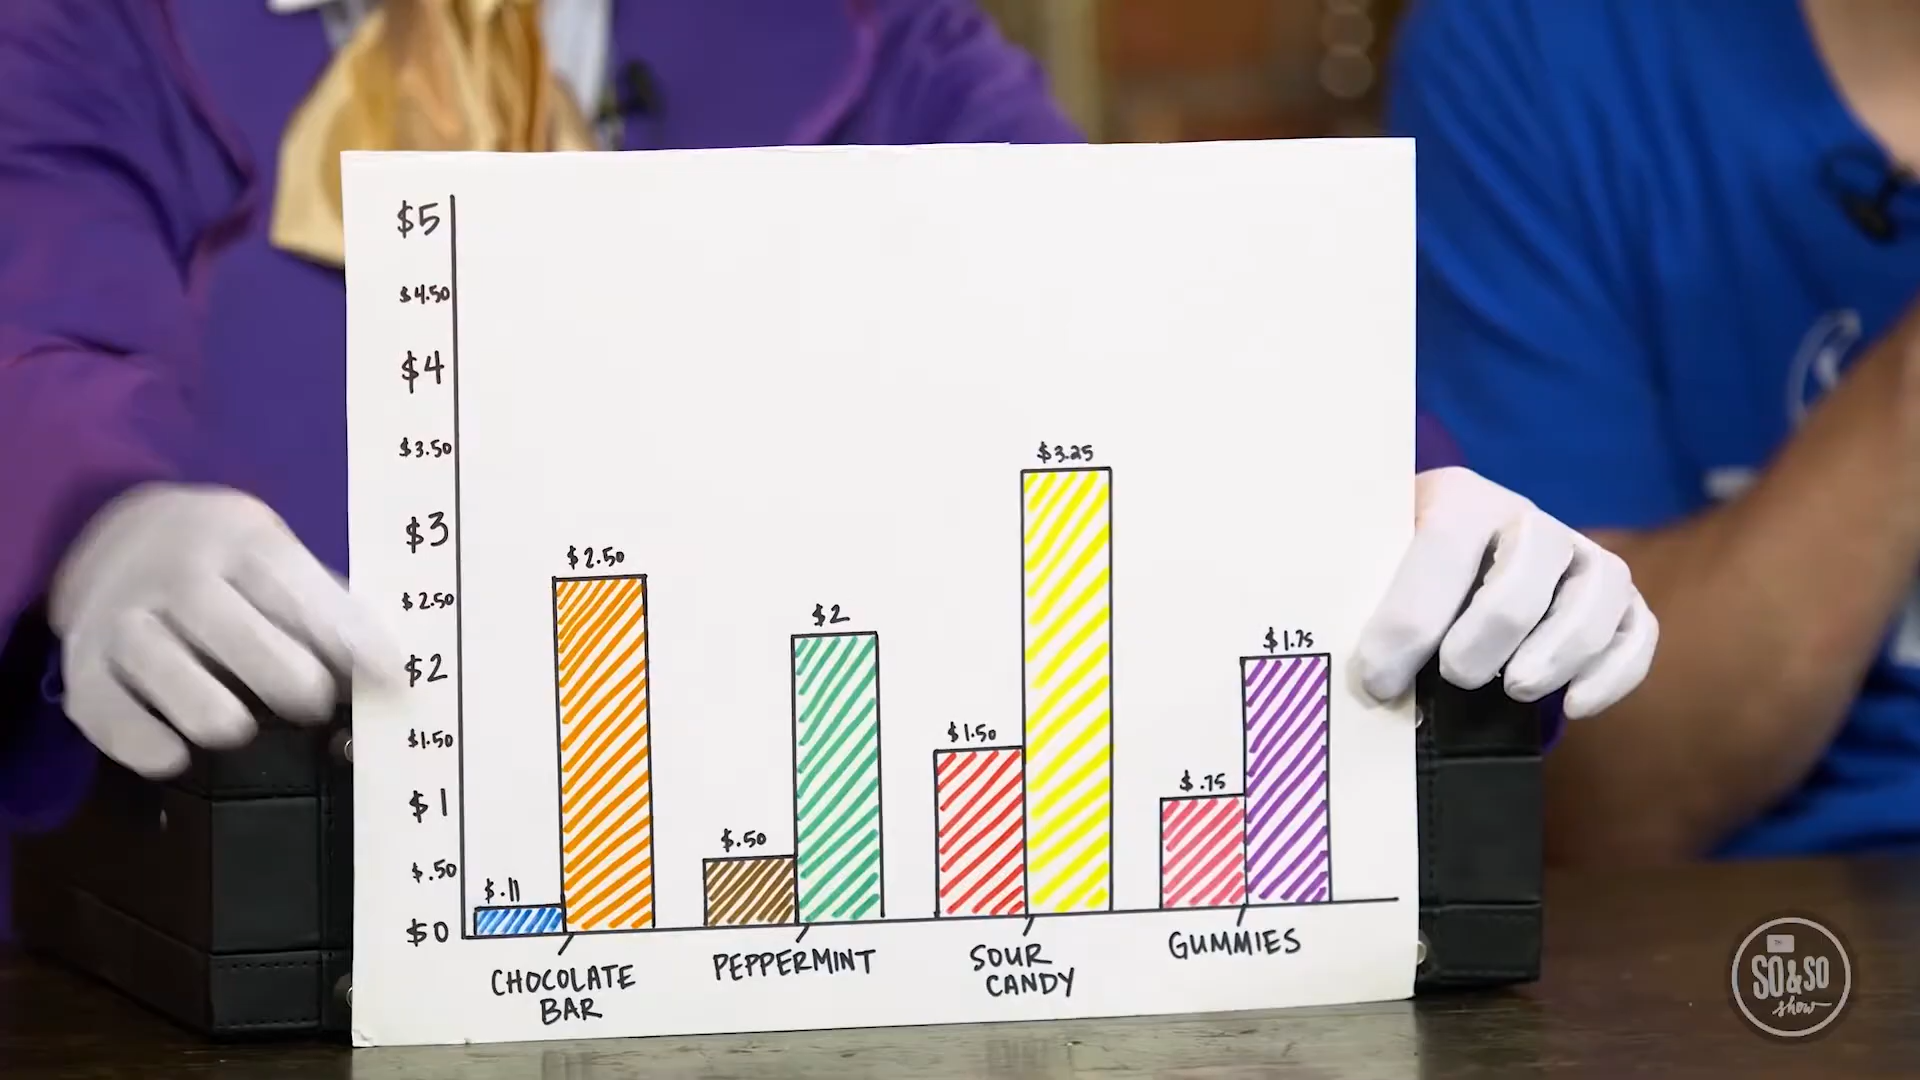 $5
$4.50
$4
$3.50
$3
$2.50
$2
$1.50
$1
$.50
$0
$.11
$2.50
$.50
$2
$1.50
$3.25
$.75
$1.75
CHOCOLATE
BAR
PEPPERMINT
SOUR
CANDY
GUMMIES
SO&SO
show